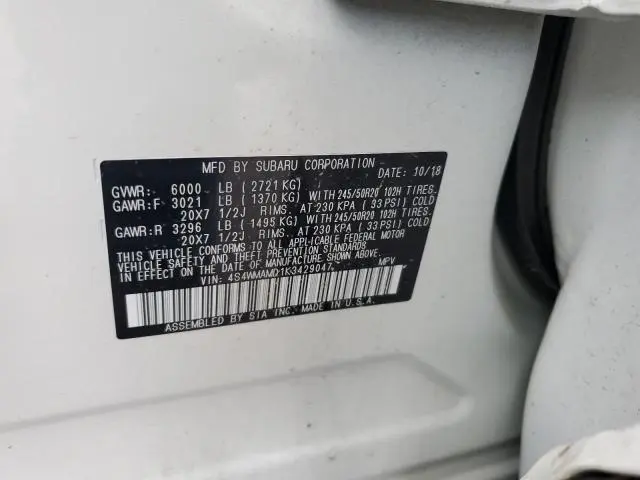 MFD BY SUBARU CORPORATION DATE: 10/18
GVWR: 6000 LB ( 2721 KG)
GAWR:F 3021 LB ( 1370 KG) WITH 245/50R20 102H TIRES.
20X7 1/2J RIMS. AT 230 KPA ( 33 PSI) COLD
GAWR:R 3296 LB ( 1495 KG) WITH 245/50R20 102H TIRES.
20X7 1/2J RIMS. AT 230 KPA ( 33 PSI) COLD
THIS VEHICLE CONFORMS TO ALL APPLICABLE FEDERAL MOTOR
VEHICLE SAFETY AND THEFT PREVENTION STANDARDS
IN EFFECT ON THE DATE OF MANUFACTURE SHOWN ABOVE.
VIN: 4S4WMAMD1K3429047 MPV
ASSEMBLED BY SIA INC. MADE IN U.S.A.